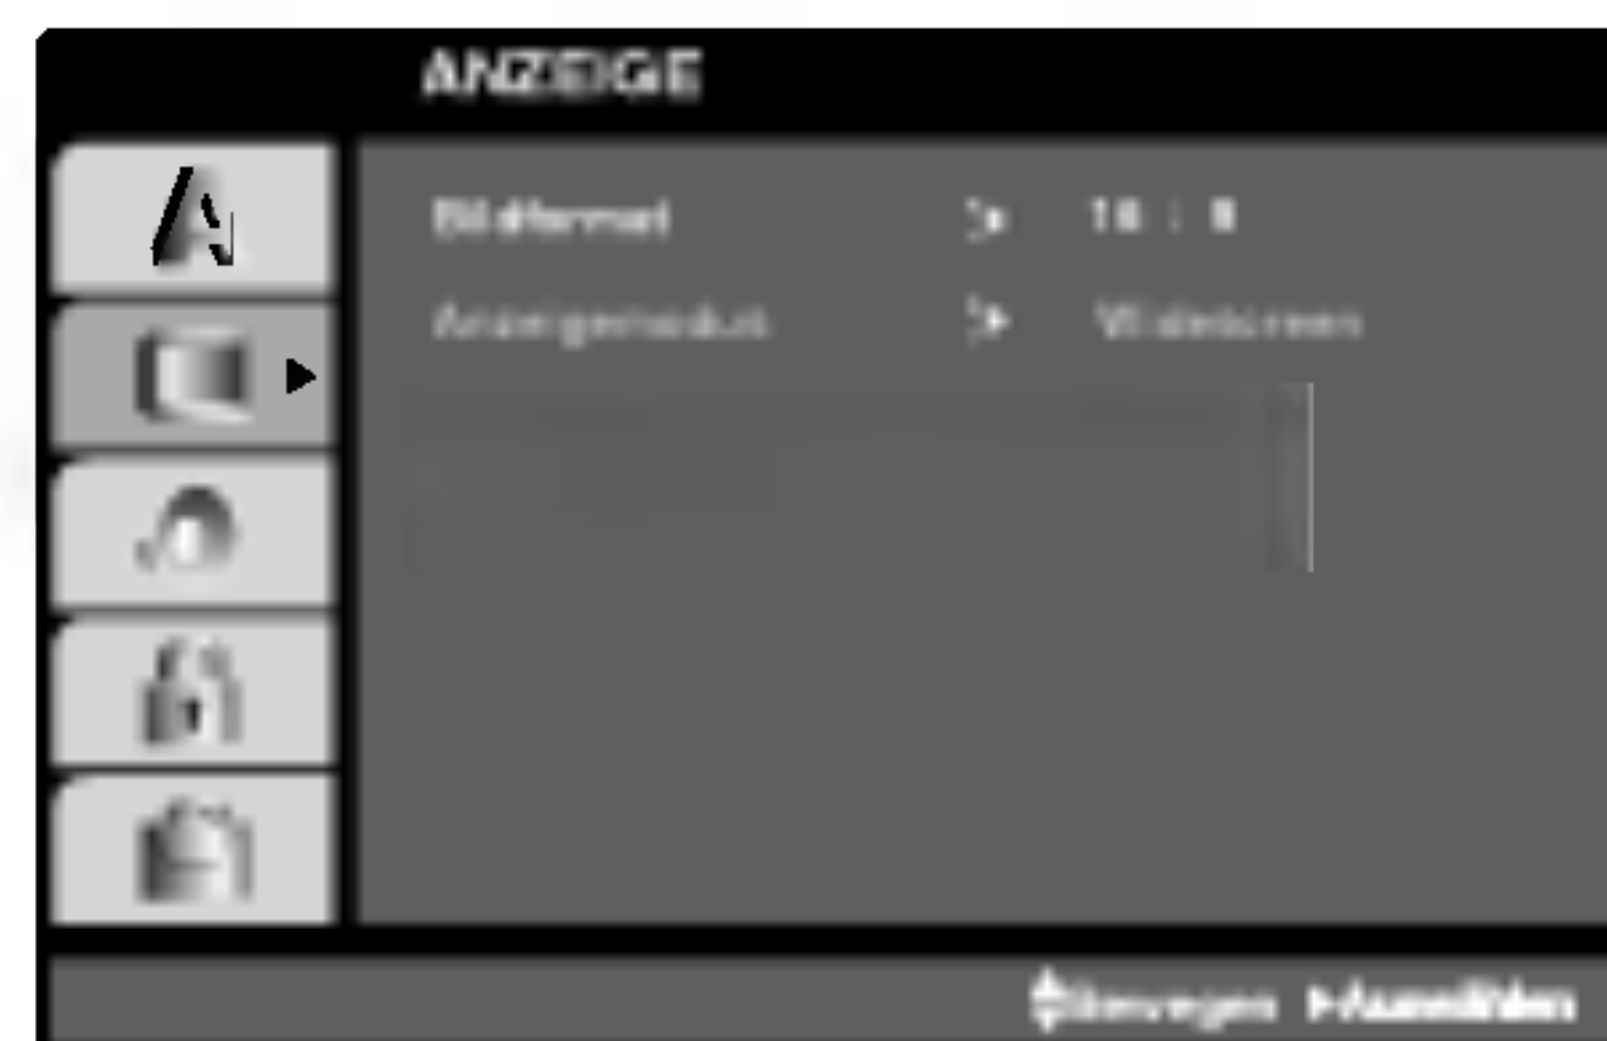 ANZEIGE
Bildformat 16 : 9
Anzeigemodus Widescreen
Bewegen Auswählen